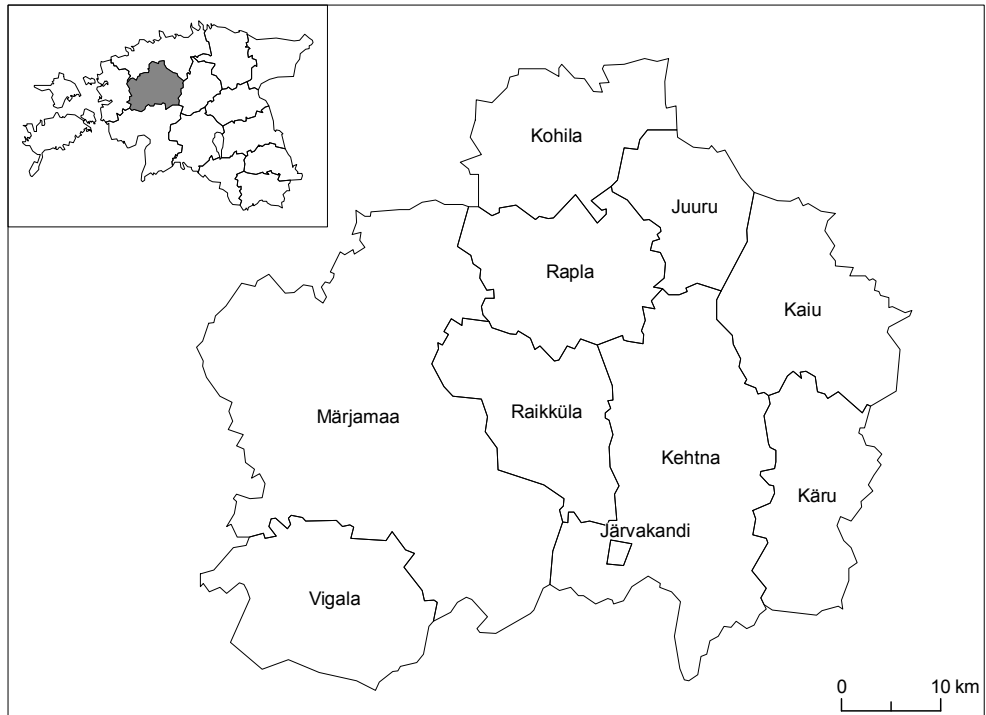 Kohila
Juuru
Rapla
Kaiu
Märjamaa
Raikküla
Kehtna
Käru
Järvakandi
Vigala
0 10 km